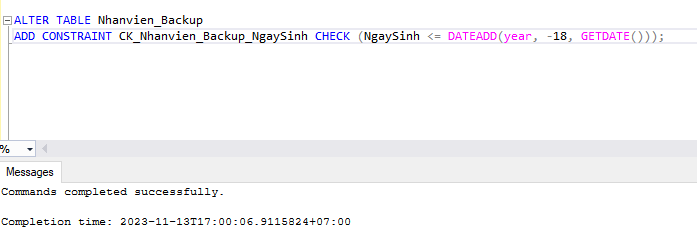 ALTER TABLE Nhanvien_Backup
ADD CONSTRAINT CK_Nhanvien_Backup_NgaySinh CHECK (NgaySinh <= DATEADD(year, -18, GETDATE()));
%
Messages
Commands completed successfully.
Completion time: 2023-11-13T17:00:06.9115824+07:00